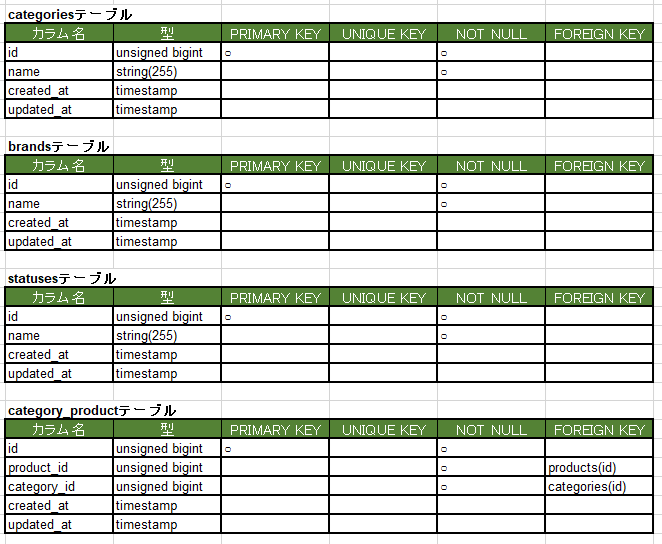 categoriesテーブル
カラム名 型 PRIMARY KEY UNIQUE KEY NOT NULL FOREIGN KEY
id unsigned bigint ○ ○
name string(255) ○
created_at timestamp
updated_at timestamp
brandsテーブル
カラム名 型 PRIMARY KEY UNIQUE KEY NOT NULL FOREIGN KEY
id unsigned bigint ○ ○
name string(255) ○
created_at timestamp
updated_at timestamp
statusesテーブル
カラム名 型 PRIMARY KEY UNIQUE KEY NOT NULL FOREIGN KEY
id unsigned bigint ○ ○
name string(255) ○
created_at timestamp
updated_at timestamp
category_productテーブル
カラム名 型 PRIMARY KEY UNIQUE KEY NOT NULL FOREIGN KEY
id unsigned bigint ○ ○
product_id unsigned bigint ○ products(id)
category_id unsigned bigint ○ categories(id)
created_at timestamp
updated_at timestamp